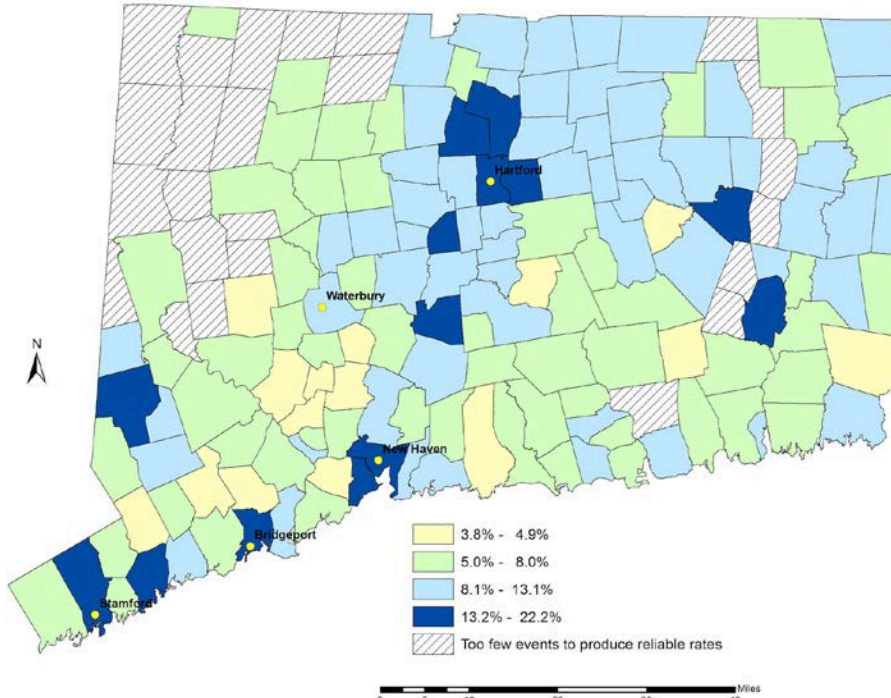 Hartford
Waterbury
N
New Haven
Bridgeport
Stamford
3.8% - 4.9%
5.0% - 8.0%
8.1% - 13.1%
13.2% - 22.2%
Too few events to produce reliable rates
Miles